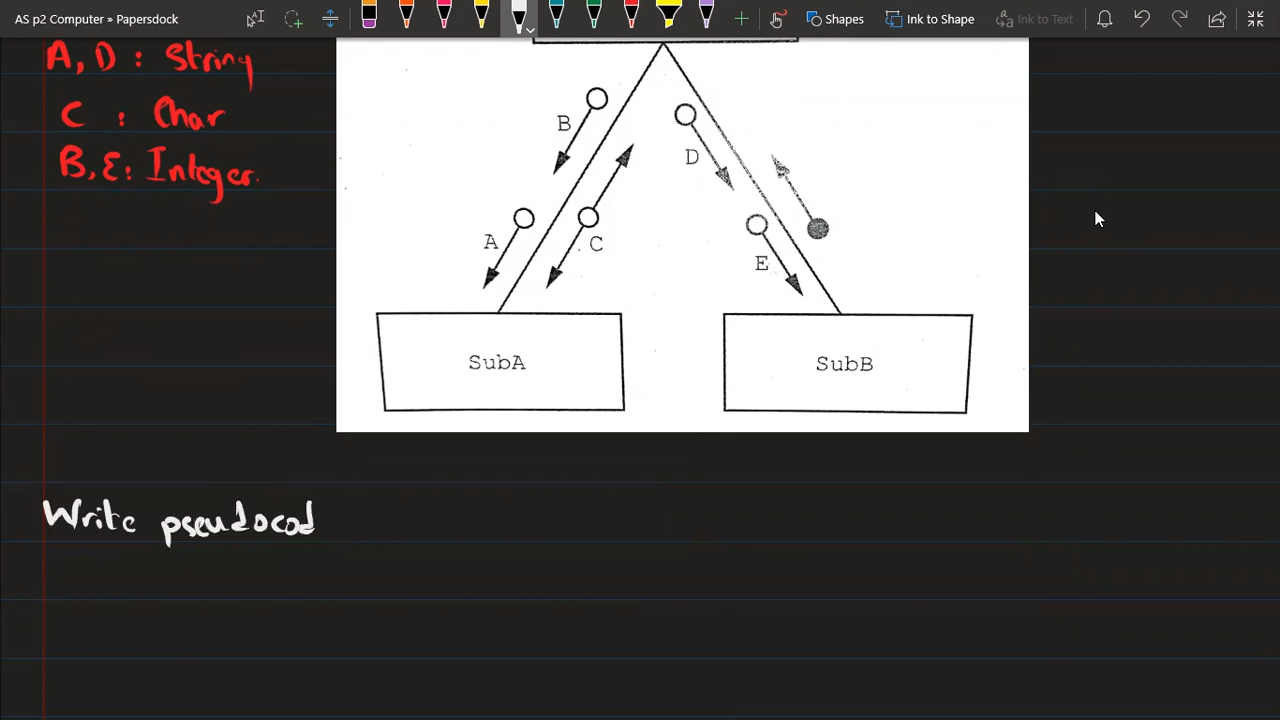 AS p2 Computer » Papersdock
Shapes
Ink to Shape
Ink to Text
A, D : String
C : Char
B, E: Integer.
B
D
A
C
E
SubA
SubB
Write pseudocod